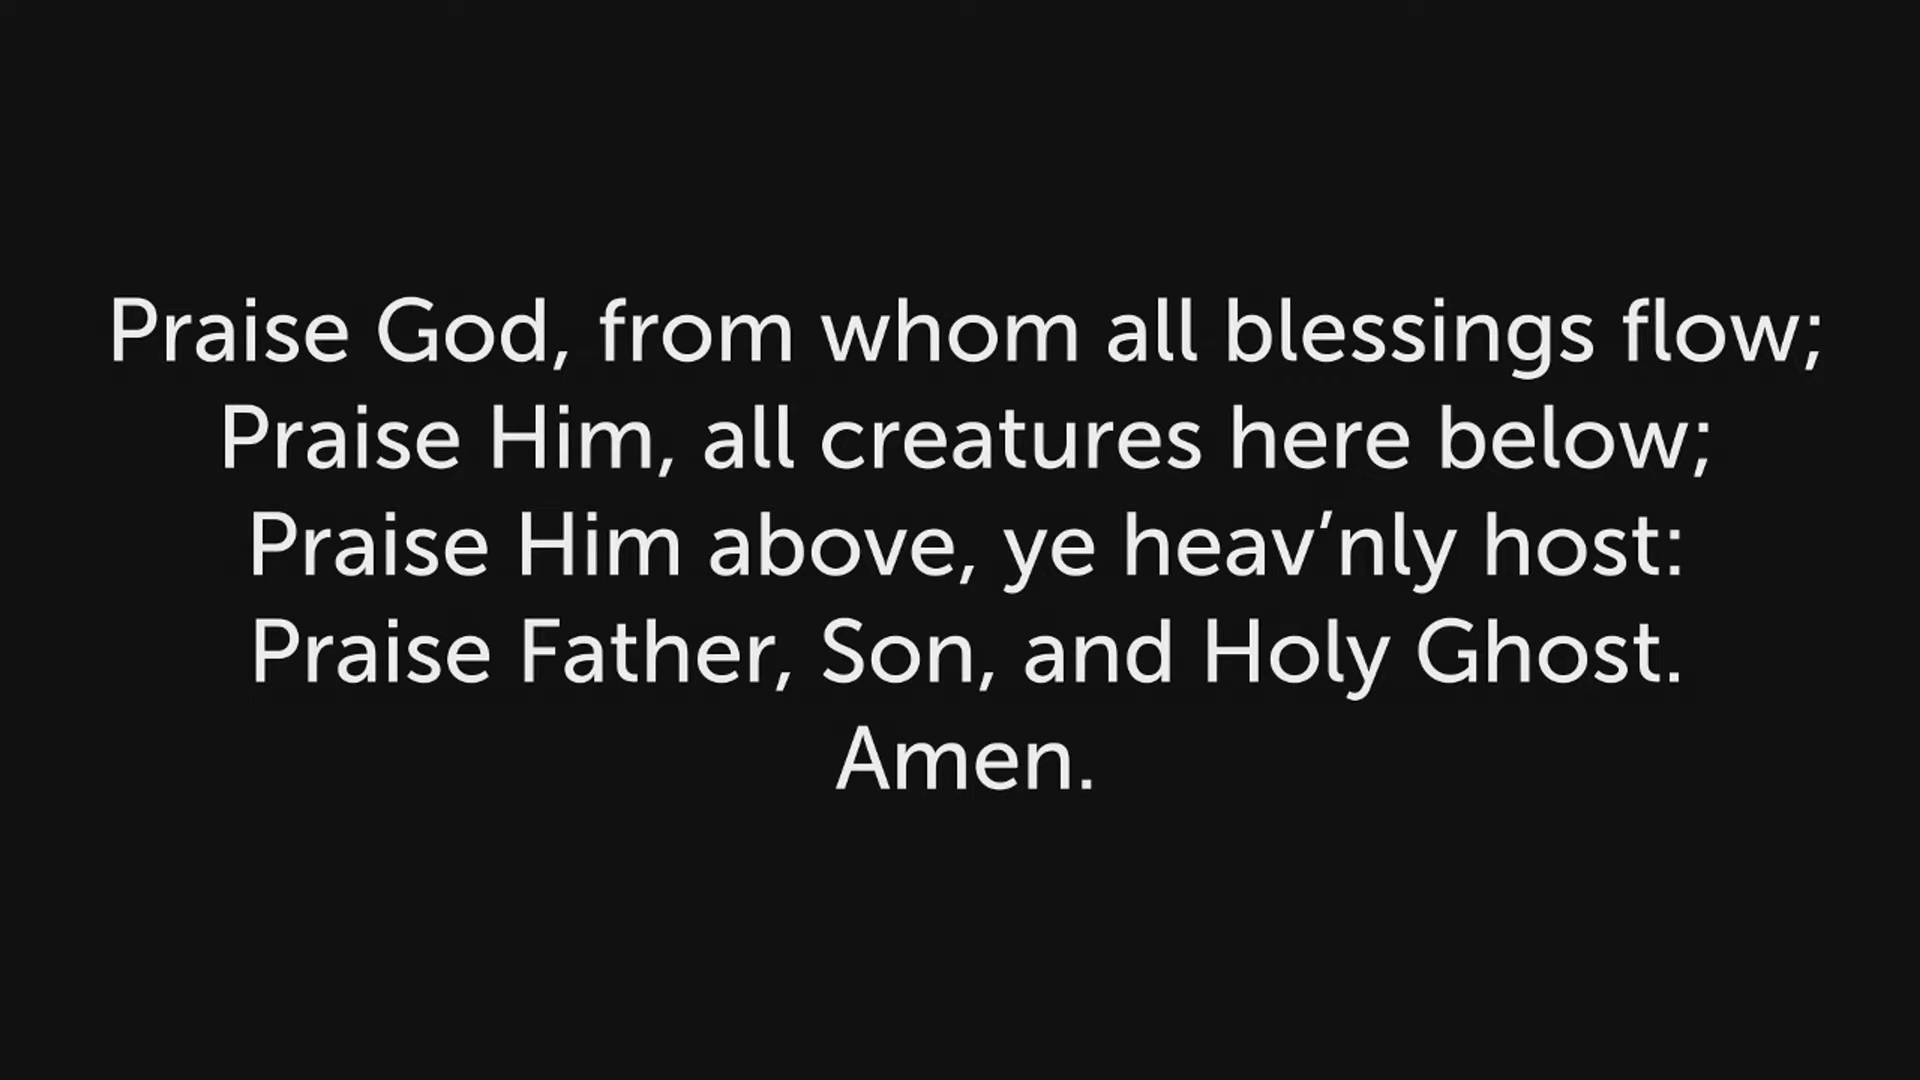 Praise God, from whom all blessings flow;
Praise Him, all creatures here below;
Praise Him above, ye heav’nly host:
Praise Father, Son, and Holy Ghost.
Amen.